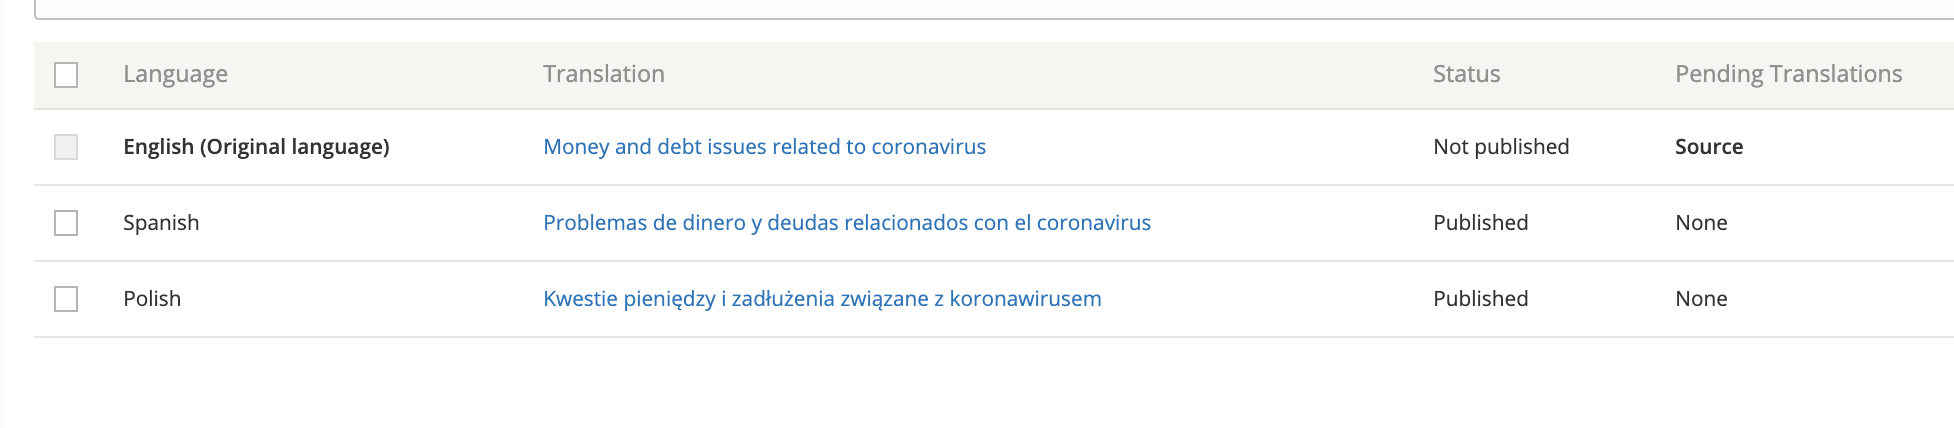 Language Translation Status Pending Translations
English (Original language) Money and debt issues related to coronavirus Not published Source
Spanish Problemas de dinero y deudas relacionados con el coronavirus Published None
Polish Kwestie pieniędzy i zadłużenia związane z koronawirusem Published None